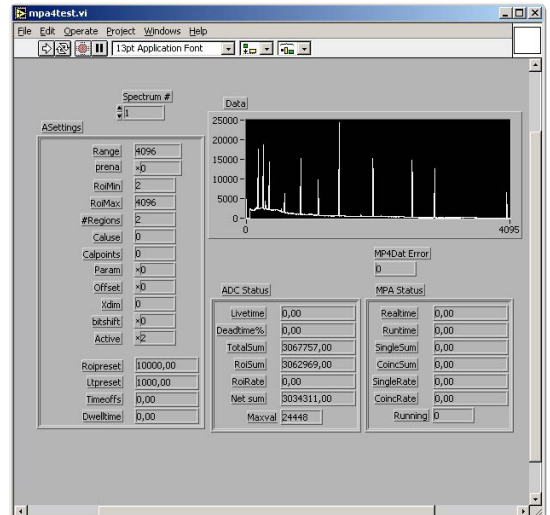 mpa4test.vi
File Edit Operate Project Windows Help
13pt Application Font
Spectrum #
1
ASettings
Range 4096
prena ×0
RoiMin 2
RoiMax 4096
#Regions 2
Caluse 0
Calpoints 0
Param ×0
Offset ×0
Xdim 0
bitshift ×0
Active ×2
Roipreset 10000,00
Ltpreset 1000,00
Timeoffs 0,00
Dwelltime 0,00
Data
25000
20000
15000
10000
5000
0
0 4095
MP4Dat Error
0
ADC Status
Livetime 0,00
Deadtime% 0,00
TotalSum 3067757,00
RoiSum 3062969,00
RoiRate 0,00
Net sum 3034311,00
Maxval 24448
MPA Status
Realtime 0,00
Runtime 0,00
SingleSum 0,00
CoincSum 0,00
SingleRate 0,00
CoincRate 0,00
Running 0